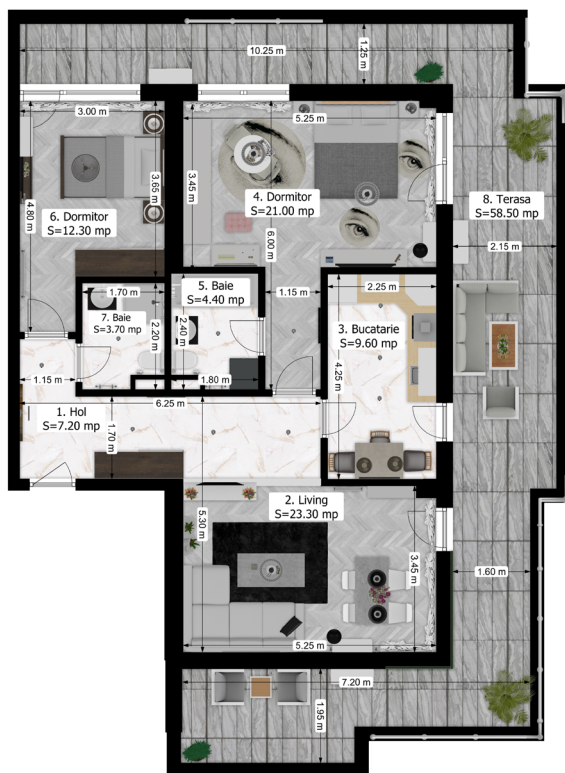 10.25 m
1.25 m
3.00 m
5.25 m
3.65 m
3.45 m
4. Dormitor
S=21.00 mp
8. Terasa
S=58.50 mp
4.80 m
6. Dormitor
S=12.30 mp
6.00 m
2.15 m
5. Baie
S=4.40 mp
1.70 m
1.15 m
2.25 m
7. Baie
S=3.70 mp
2.20 m
2.40 m
3. Bucatarie
S=9.60 mp
4.25 m
1.15 m
1.80 m
6.25 m
1. Hol
S=7.20 mp
1.70 m
2. Living
S=23.30 mp
5.30 m
3.45 m
1.60 m
5.25 m
7.20 m
1.95 m